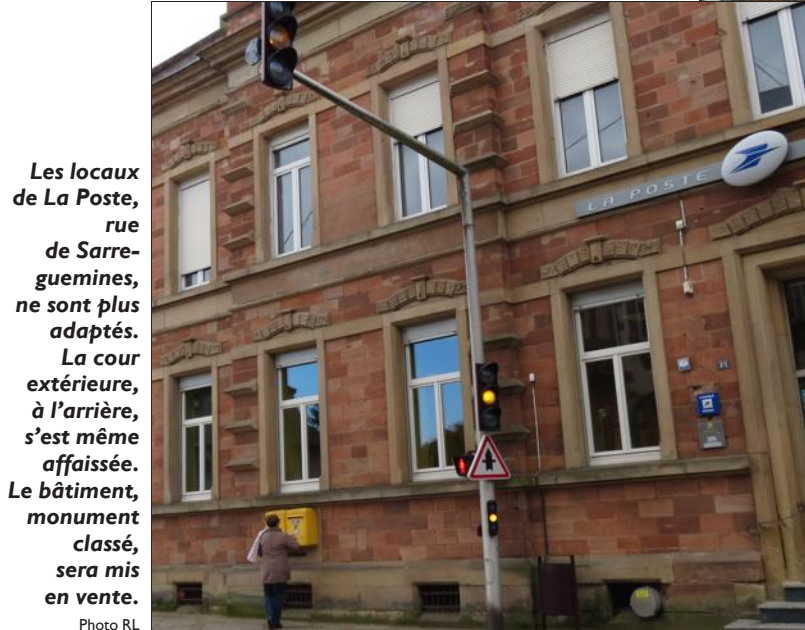 Les locaux
de La Poste,
rue
de Sarre-
guemines,
ne sont plus
adaptés.
La cour
extérieure,
à l’arrière,
s’est même
affaissée.
Le bâtiment,
monument
classé,
sera mis
en vente.
Photo RL
LA POSTE